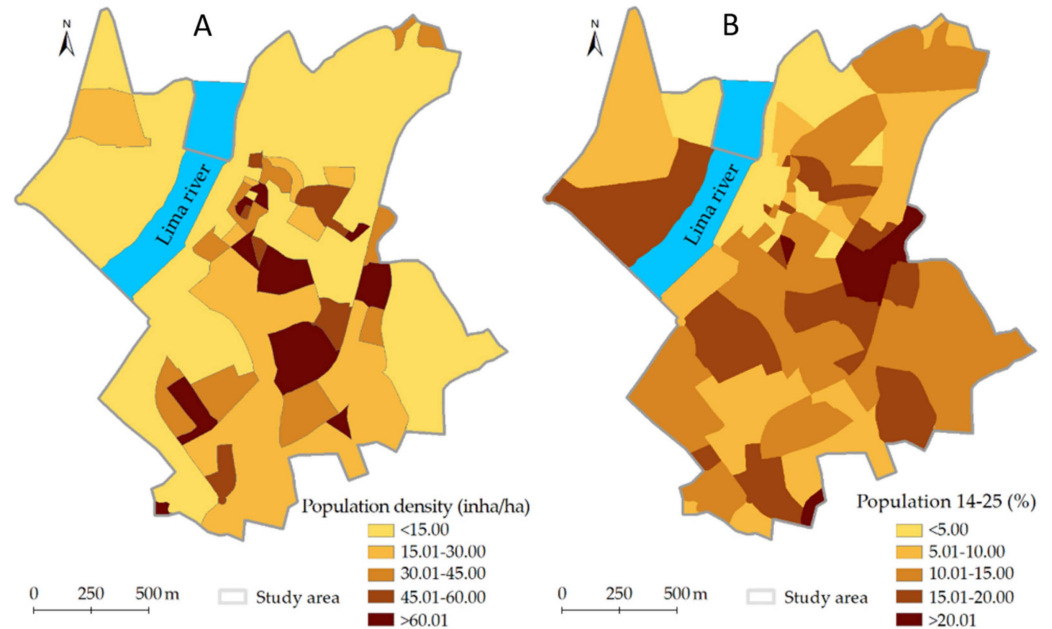 A
B
N
N
Lima river
Lima river
Population density (inha/ha)
<15.00
15.01-30.00
30.01-45.00
45.01-60.00
>60.01
0 250 500 m
Study area
Population 14-25 (%)
<5.00
5.01-10.00
10.01-15.00
15.01-20.00
>20.01
0 250 500 m
Study area